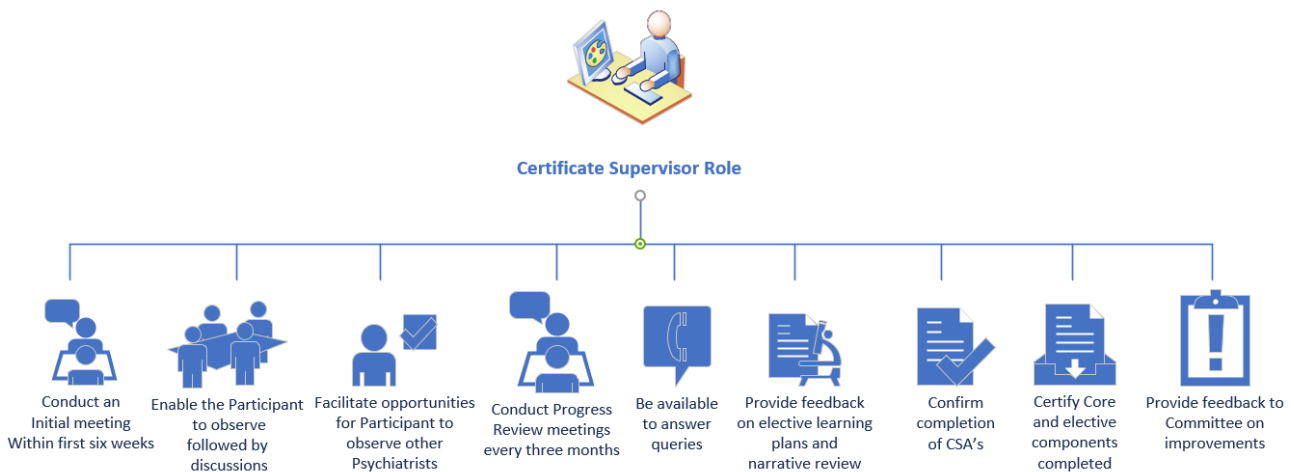 Certificate Supervisor Role
Conduct an
Initial meeting
Within first six weeks
Enable the Participant
to observe
followed by
discussions
Facilitate opportunities
for Participant to
observe other
Psychiatrists
Conduct Progress
Review meetings
every three months
Be available
to answer
queries
Provide feedback
on elective learning
plans and
narrative review
Confirm
completion
of CSA's
Certify Core
and elective
components
completed
Provide feedback to
Committee on
improvements